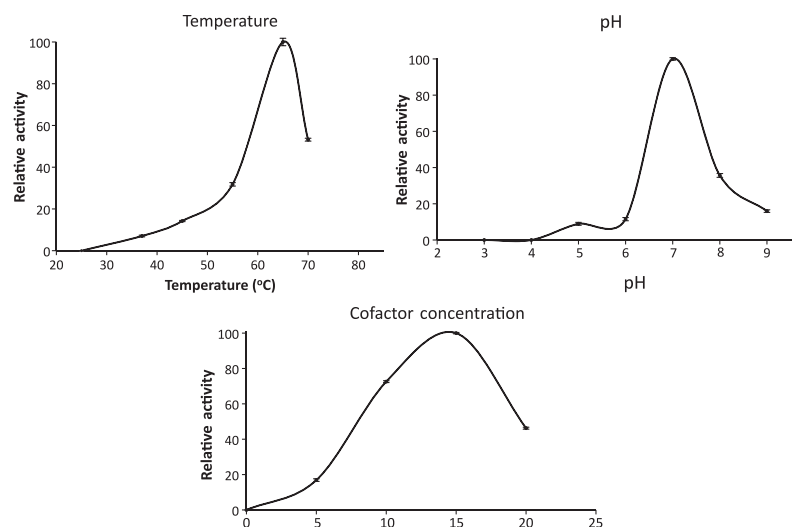 Temperature
Relative activity
100
80
60
40
20
0
20 30 40 50 60 70 80
Temperature (ºC)
pH
Relative activity
100
80
60
40
20
0
2 3 4 5 6 7 8 9
pH
Cofactor concentration
Relative activity
100
80
60
40
20
0
0 5 10 15 20 25